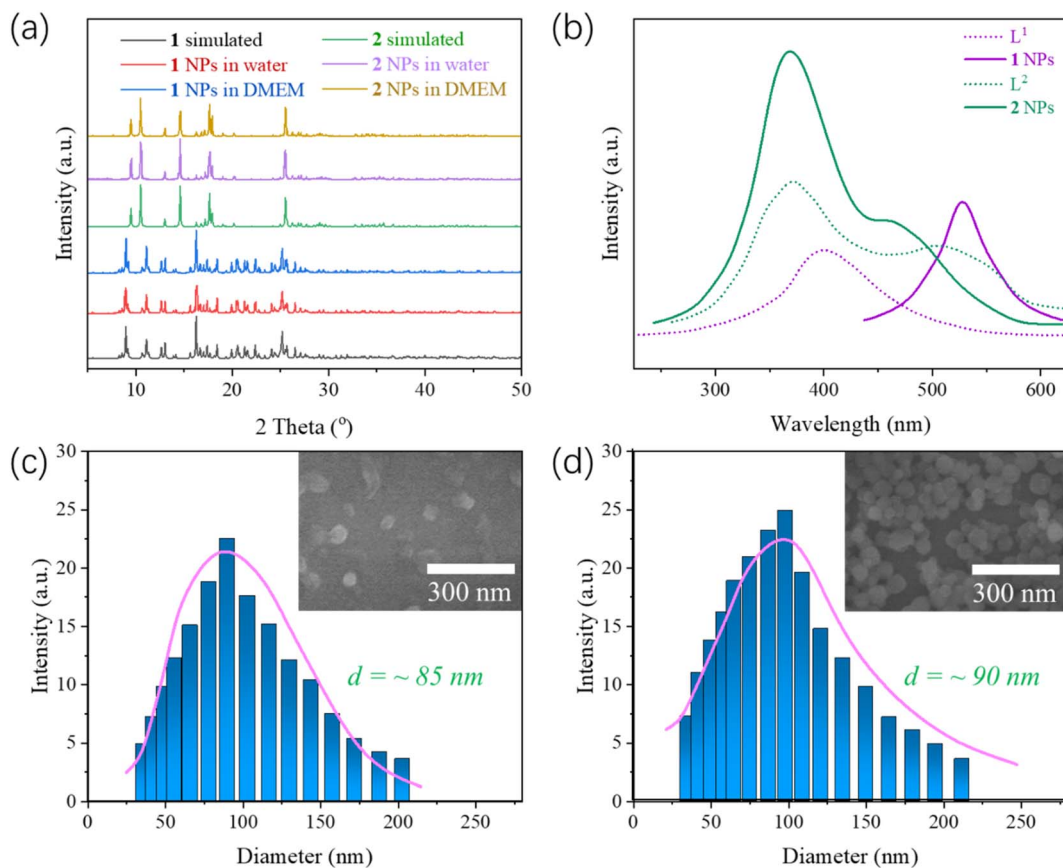 (a)
1 simulated
2 simulated
1 NPs in water
2 NPs in water
1 NPs in DMEM
2 NPs in DMEM
Intensity (a.u.)
10
20
30
40
50
2 Theta (º)
(b)
L¹
1 NPs
L²
2 NPs
Intensity (a.u.)
300
400
500
600
Wavelength (nm)
(c)
30
25
20
15
10
5
0
Intensity (a.u.)
300 nm
d = ~ 85 nm
0
50
100
150
200
250
Diameter (nm)
(d)
30
25
20
15
10
5
0
Intensity (a.u.)
300 nm
d = ~ 90 nm
0
50
100
150
200
250
Diameter (nm)